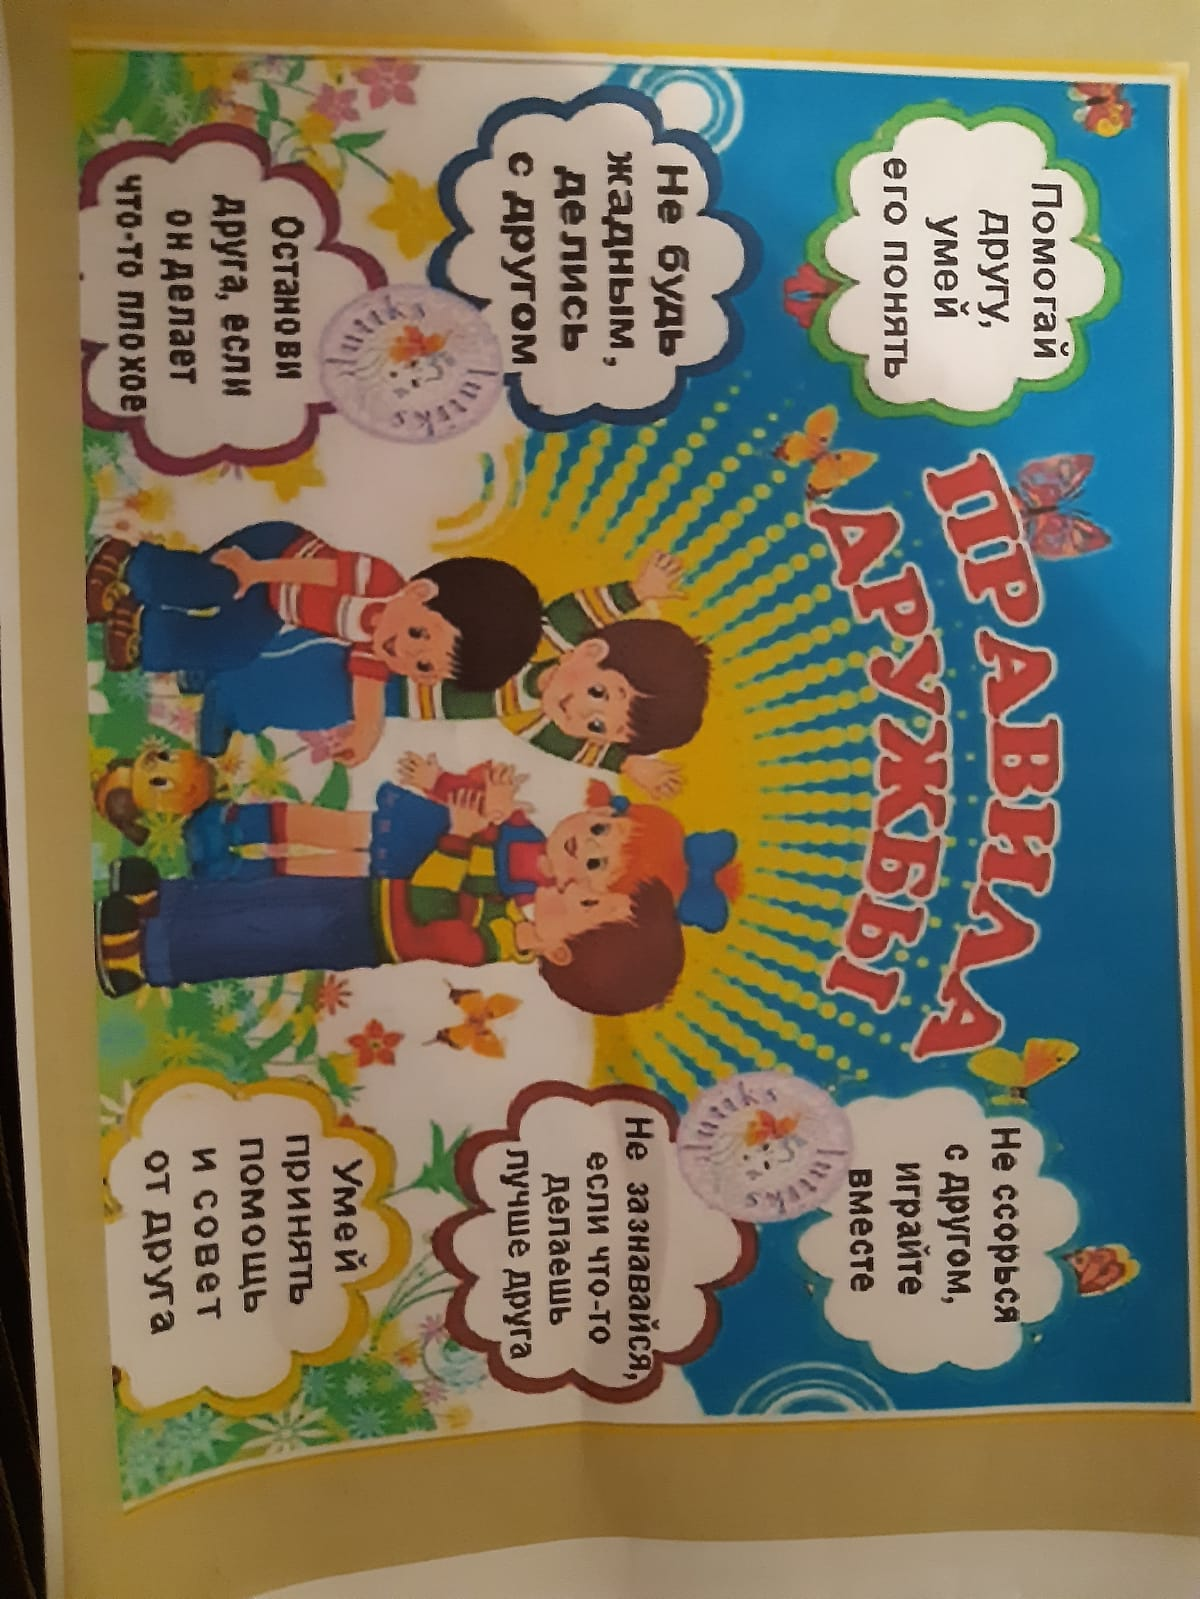 ПРАВИЛА
ДРУЖБЫ
Помогай
другу,
умей
его понять
Не будь
жадным,
делись
с другом
Останови
друга, если
он делает
что-то плохое
Не ссорься
с другом,
играйте
вместе
Не зазнавайся,
если что-то
делаешь
лучше друга
Умей
принять
помощь
и совет
от друга